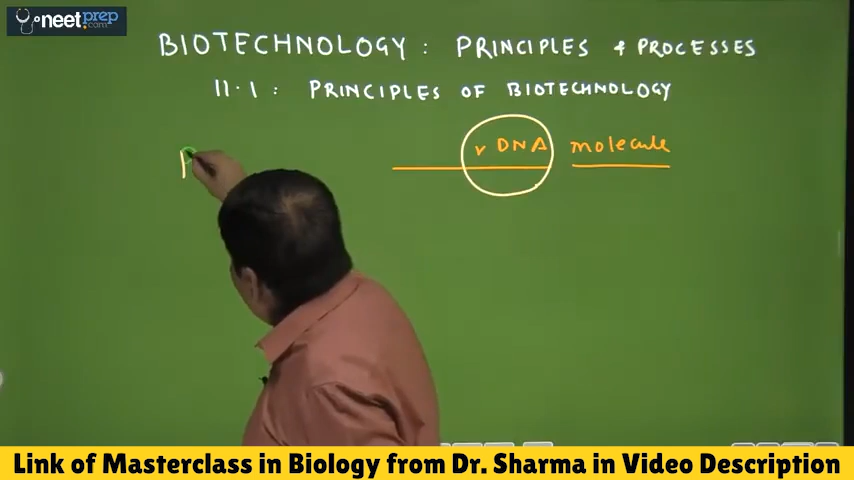 neetprep
.com
BIOTECHNOLOGY : PRINCIPLES & PROCESSES
11.1 : PRINCIPLES OF BIOTECHNOLOGY
r DNA molecule
Link of Masterclass in Biology from Dr. Sharma in Video Description